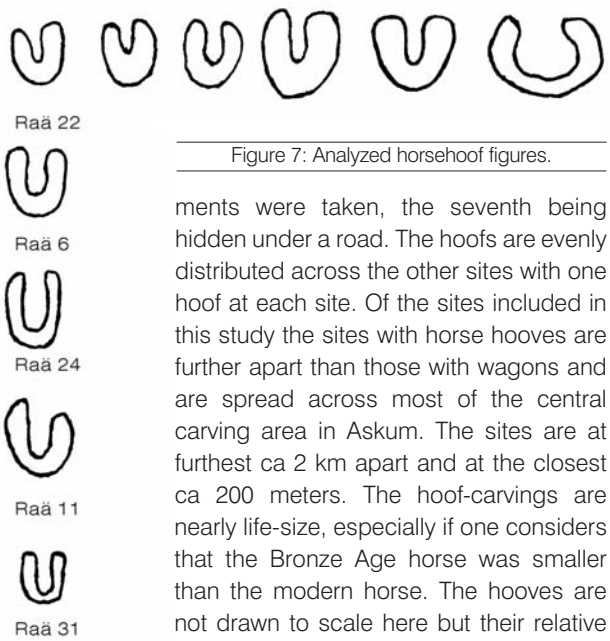 Raä 22
Raä 6
Raä 24
Raä 11
Raä 31
Figure 7: Analyzed horsehoof figures.
ments were taken, the seventh being
hidden under a road. The hoofs are evenly
distributed across the other sites with one
hoof at each site. Of the sites included in
this study the sites with horse hooves are
further apart than those with wagons and
are spread across most of the central
carving area in Askum. The sites are at
furthest ca 2 km apart and at the closest
ca 200 meters. The hoof-carvings are
nearly life-size, especially if one considers
that the Bronze Age horse was smaller
than the modern horse. The hooves are
not drawn to scale here but their relative